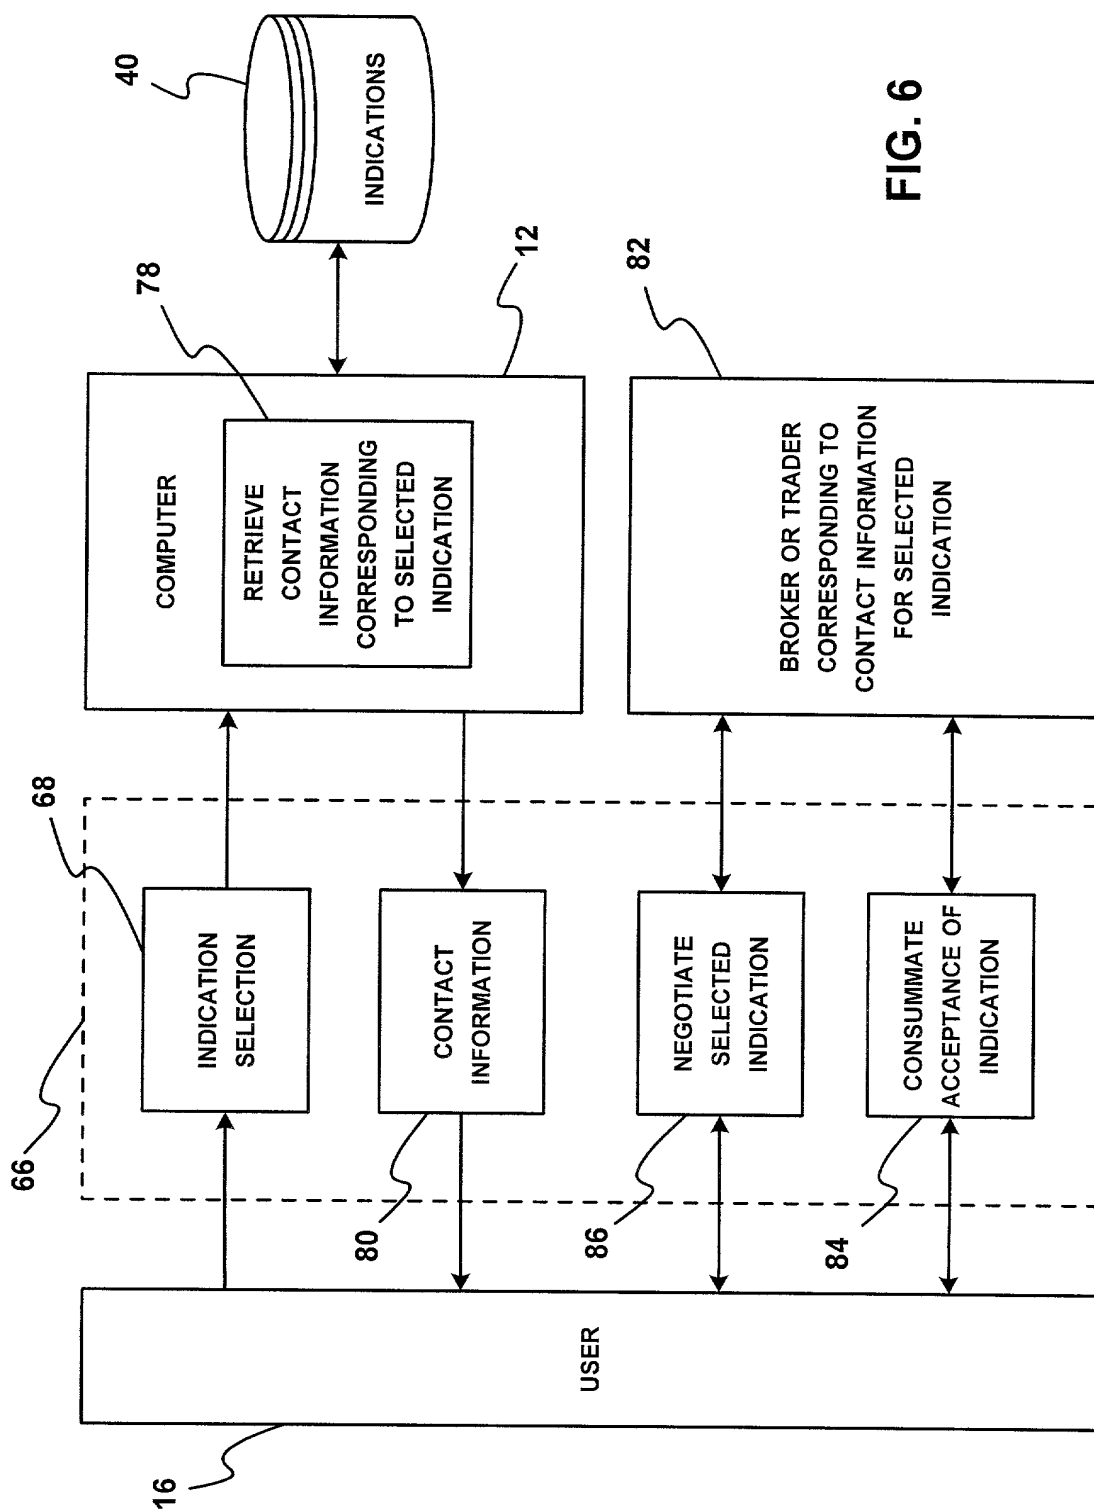 40
INDICATIONS
78
12
COMPUTER
RETRIEVE
CONTACT
INFORMATION
CORRESPONDING
TO SELECTED
INDICATION
82
BROKER OR TRADER
CORRESPONDING TO
CONTACT INFORMATION
FOR SELECTED
INDICATION
66
68
INDICATION
SELECTION
CONTACT
INFORMATION
80
NEGOTIATE
SELECTED
INDICATION
86
CONSUMMATE
ACCEPTANCE OF
INDICATION
84
USER
16
FIG. 6